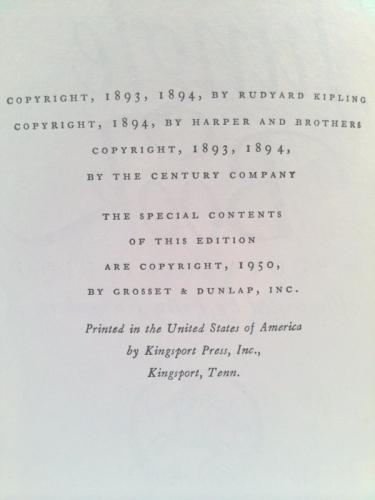 COPYRIGHT, 1893, 1894, BY RUDYARD KIPLING
COPYRIGHT, 1894, BY HARPER AND BROTHERS
COPYRIGHT, 1893, 1894,
BY THE CENTURY COMPANY
THE SPECIAL CONTENTS
OF THIS EDITION
ARE COPYRIGHT, 1950,
BY GROSSET & DUNLAP, INC.
Printed in the United States of America
by Kingsport Press, Inc.,
Kingsport, Tenn.